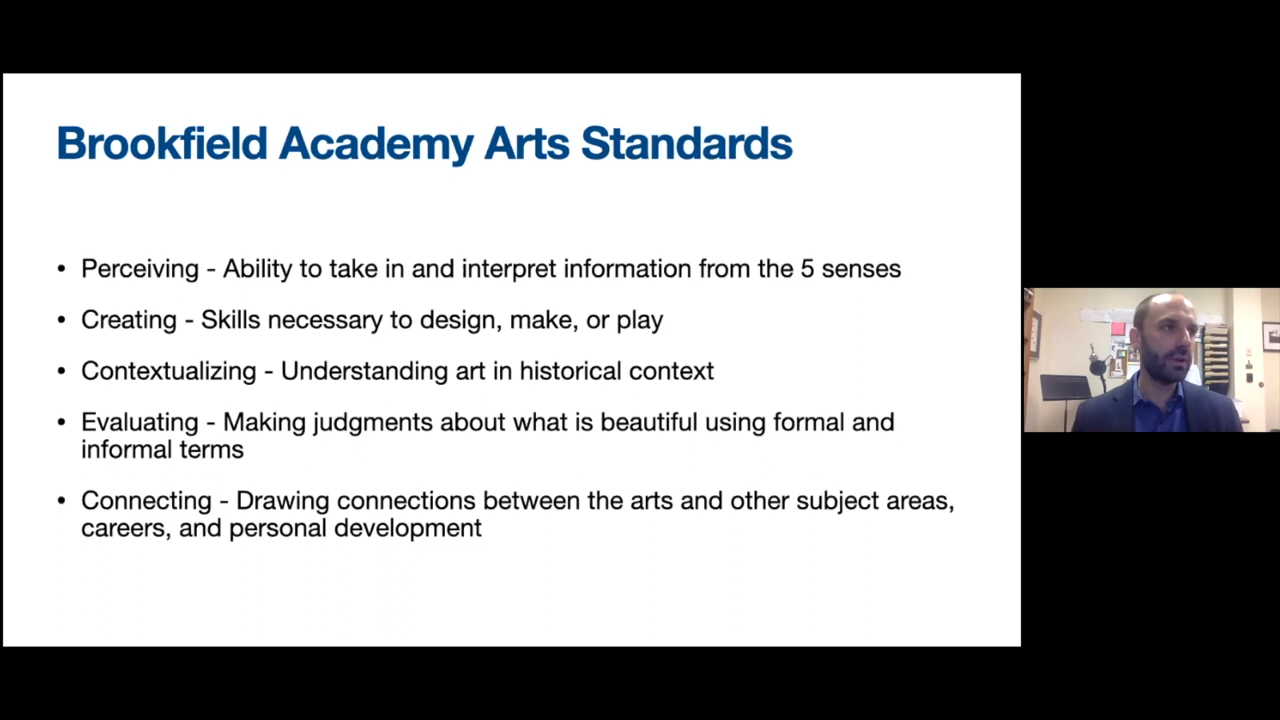 Brookfield Academy Arts Standards
• Perceiving - Ability to take in and interpret information from the 5 senses
• Creating - Skills necessary to design, make, or play
• Contextualizing - Understanding art in historical context
• Evaluating - Making judgments about what is beautiful using formal and
informal terms
• Connecting - Drawing connections between the arts and other subject areas,
careers, and personal development